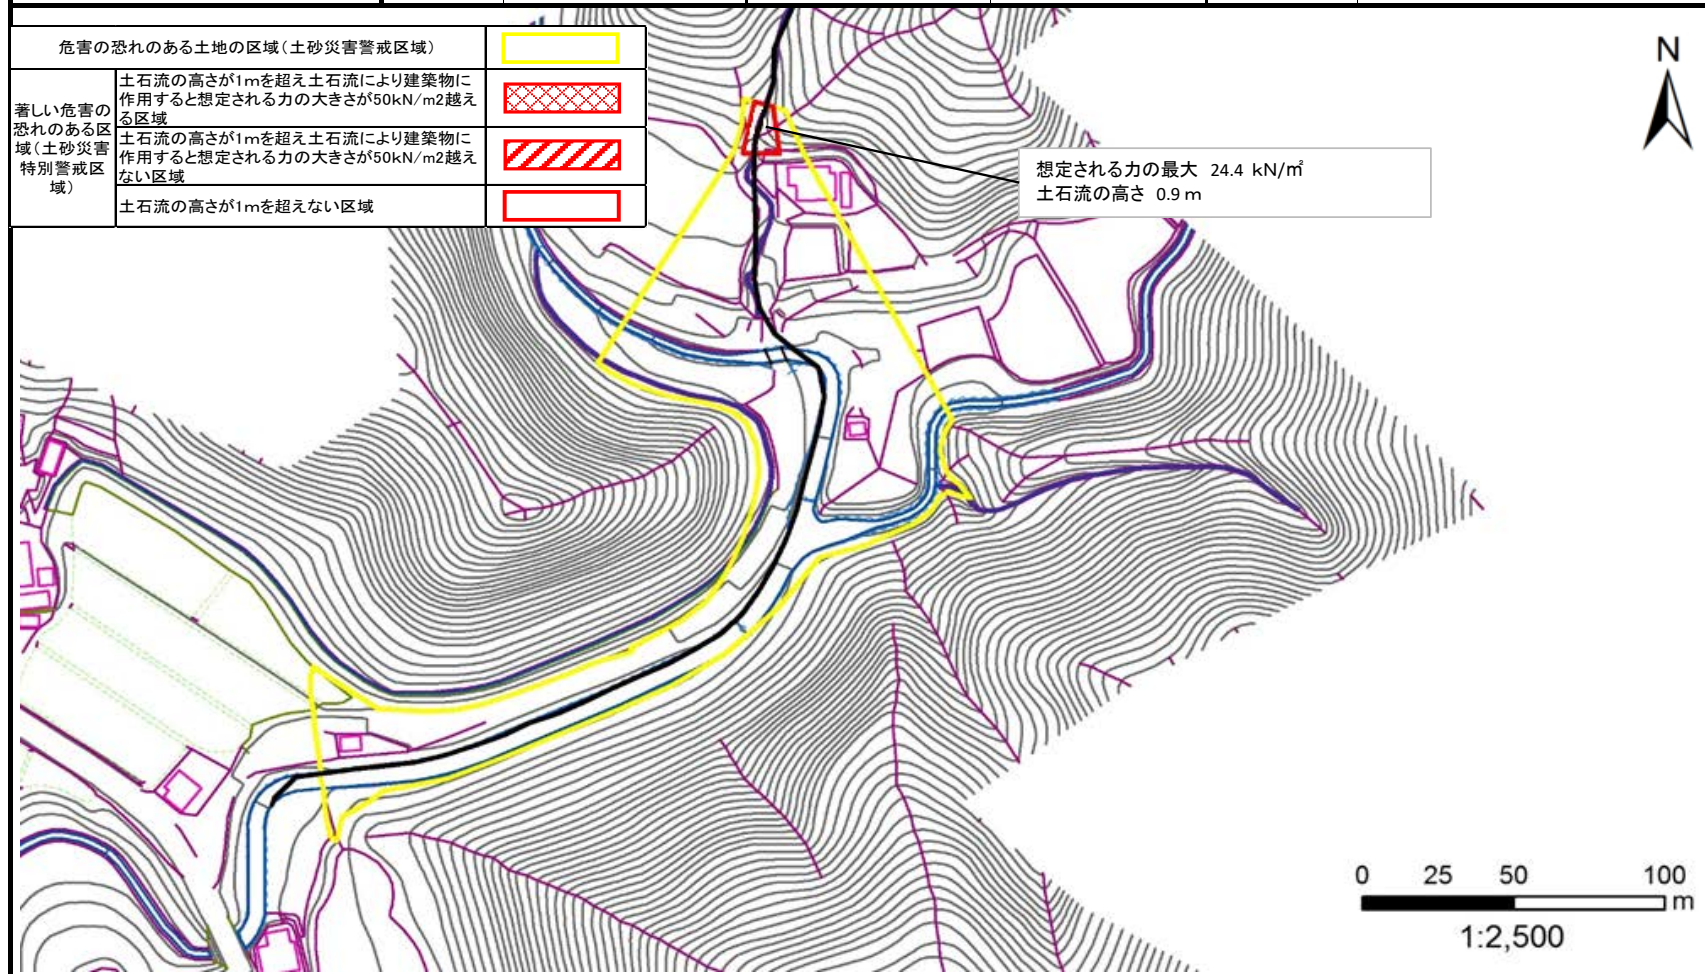 危害の恐れのある土地の区域(土砂災害警戒区域)
著しい危害の
恐れのある区
域(土砂災害
特別警戒区
域)
土石流の高さが1mを超え土石流により建築物に
作用すると想定される力の大きさが50kN/m2越え
る区域
土石流の高さが1mを超え土石流により建築物に
作用すると想定される力の大きさが50kN/m2越え
ない区域
土石流の高さが1mを超えない区域
N
想定される力の最大 24.4 kN/㎡
土石流の高さ 0.9 m
0 25 50 100
m
1:2,500